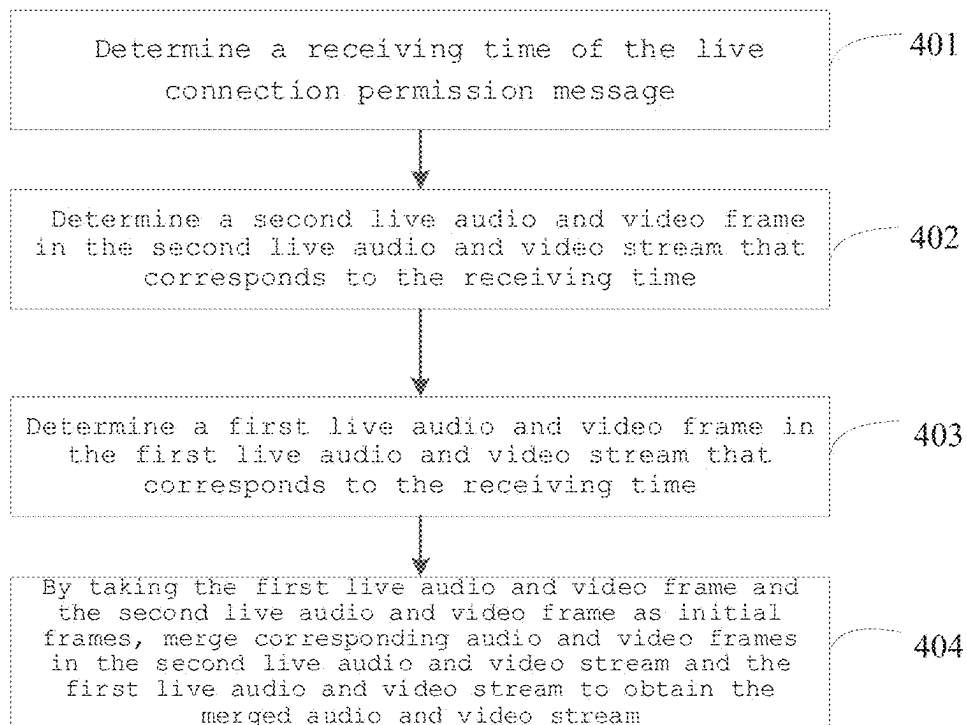 Determine a receiving time of the live
connection permission message
401
Determine a second live audio and video frame
in the second live audio and video stream that
corresponds to the receiving time
402
Determine a first live audio and video frame in
the first live audio and video stream that
corresponds to the receiving time
403
By taking the first live audio and video frame and
the second live audio and video frame as initial
frames, merge corresponding audio and video frames
in the second live audio and video stream and the
first live audio and video stream to obtain the
merged audio and video stream
404